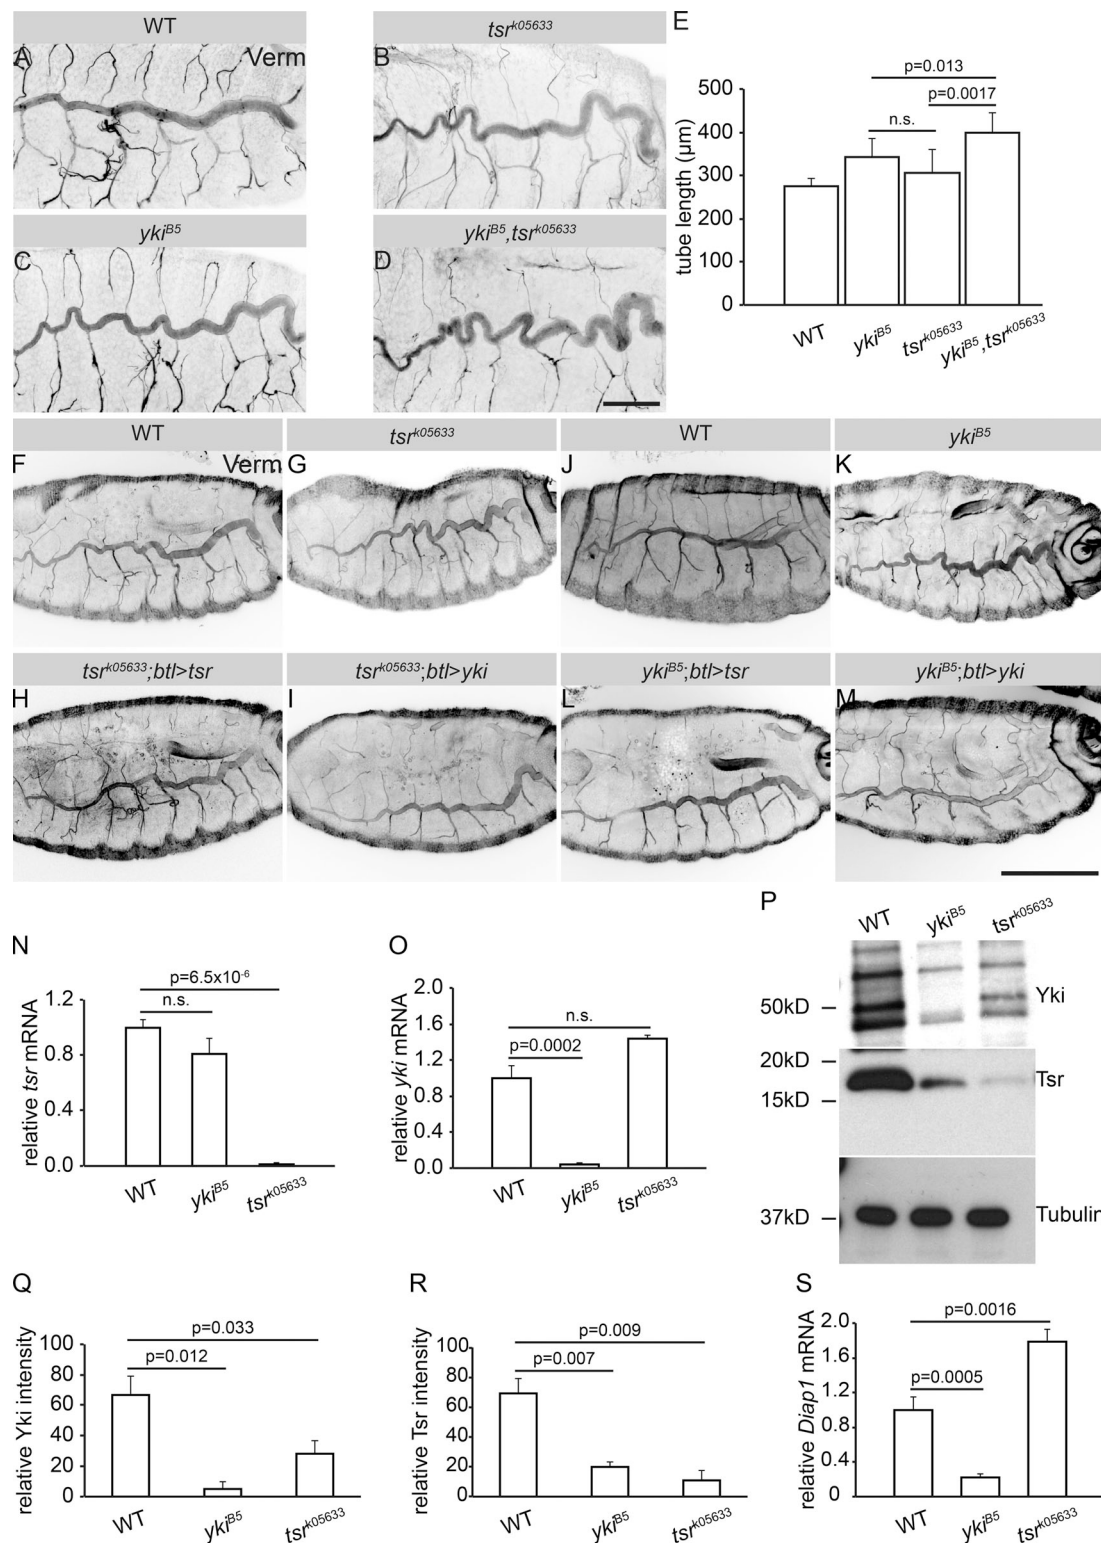 WT
A
Verm
tsr^k05633
B
yki^B5
C
yki^B5,tsr^k05633
D
E
p=0.013
p=0.0017
n.s.
500
400
300
200
100
0
tube length (µm)
WT
yki^B5
tsr^k05633
yki^B5,tsr^k05633
WT
tsr^k05633
WT
yki^B5
F
Verm
G
J
K
tsr^k05633;btl>tsr
tsr^k05633;btl>yki
yki^B5;btl>tsr
yki^B5;btl>yki
H
I
L
M
N
p=6.5x10^-6
n.s.
1.2
0.8
0.4
0.0
relative tsr mRNA
WT
yki^B5
tsr^k05633
O
n.s.
p=0.0002
2.0
1.6
1.2
0.8
0.4
0
relative yki mRNA
WT
yki^B5
tsr^k05633
P
WT
yki^B5
tsr^k05633
50kD
Yki
20kD
Tsr
15kD
37kD
Tubulin
Q
p=0.033
p=0.012
100
80
60
40
20
0
relative Yki intensity
WT
yki^B5
tsr^k05633
R
p=0.009
p=0.007
100
80
60
40
20
0
relative Tsr intensity
WT
yki^B5
tsr^k05633
S
p=0.0016
p=0.0005
2.0
1.6
1.2
0.8
0.4
0
relative Diap1 mRNA
WT
yki^B5
tsr^k05633